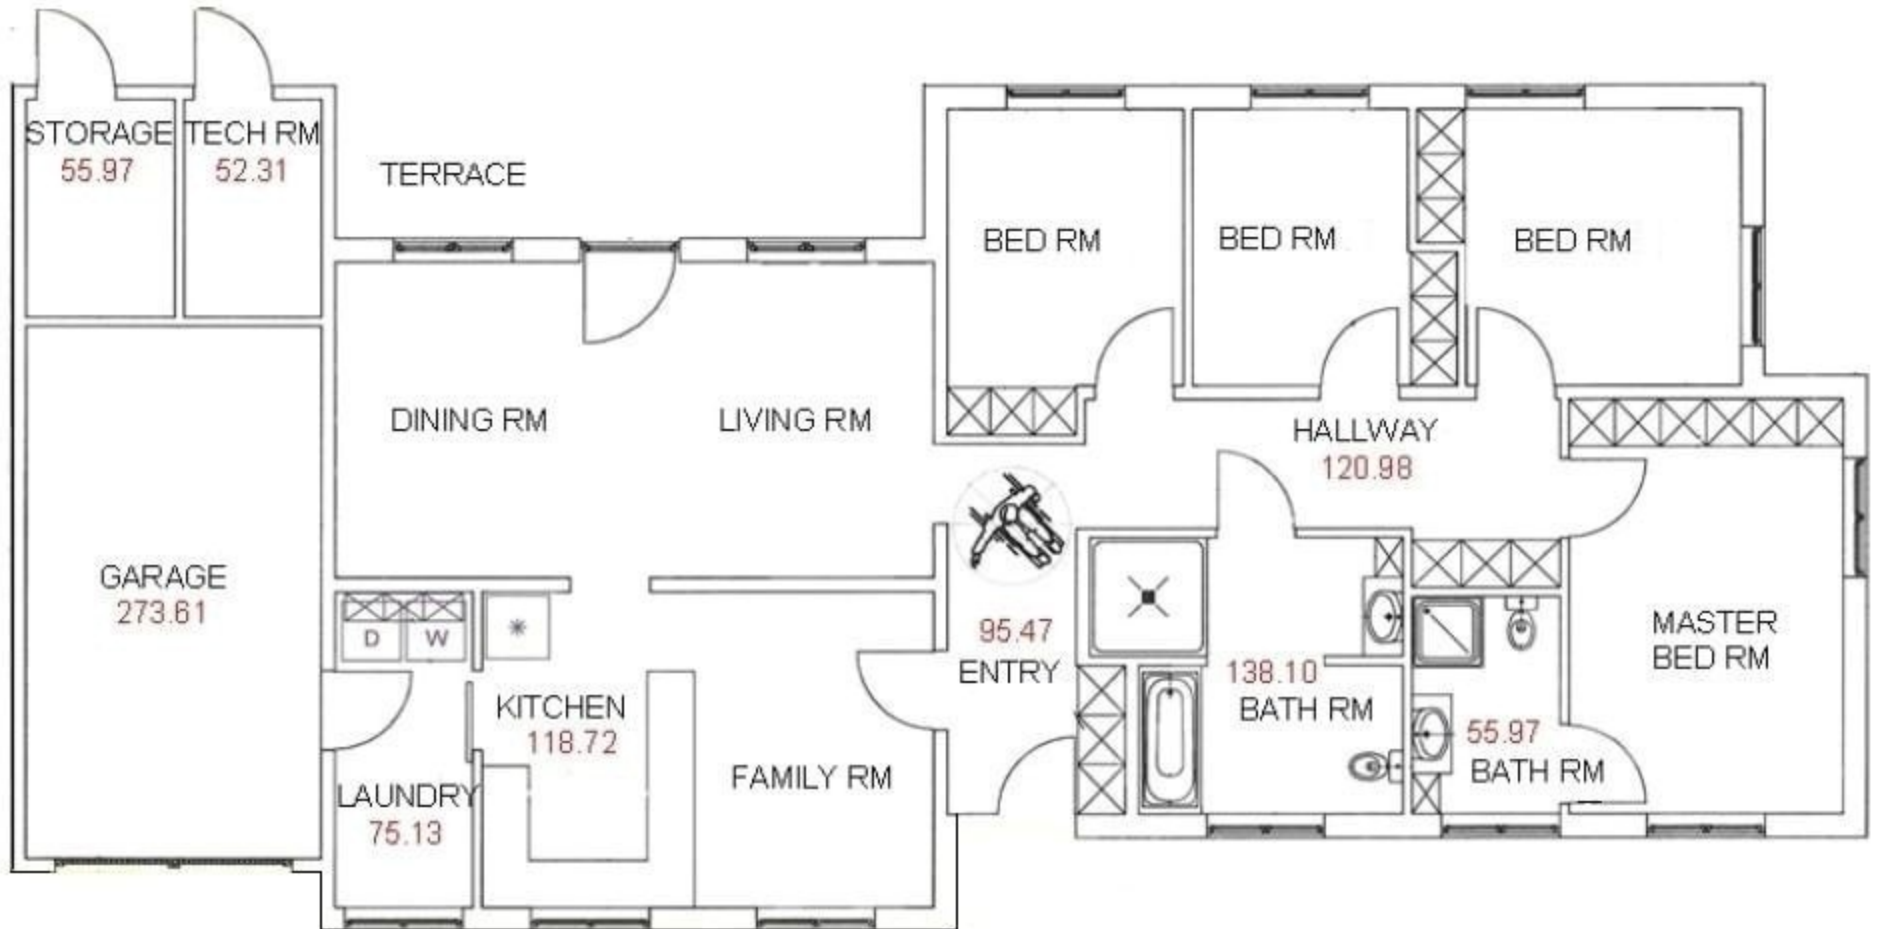 STORAGE
55.97
TECH RM
52.31
TERRACE
BED RM
BED RM
BED RM
DINING RM
LIVING RM
HALLWAY
120.98
GARAGE
273.61
D
W
*
95.47
ENTRY
138.10
BATH RM
MASTER
BED RM
KITCHEN
118.72
55.97
BATH RM
FAMILY RM
LAUNDRY
75.13